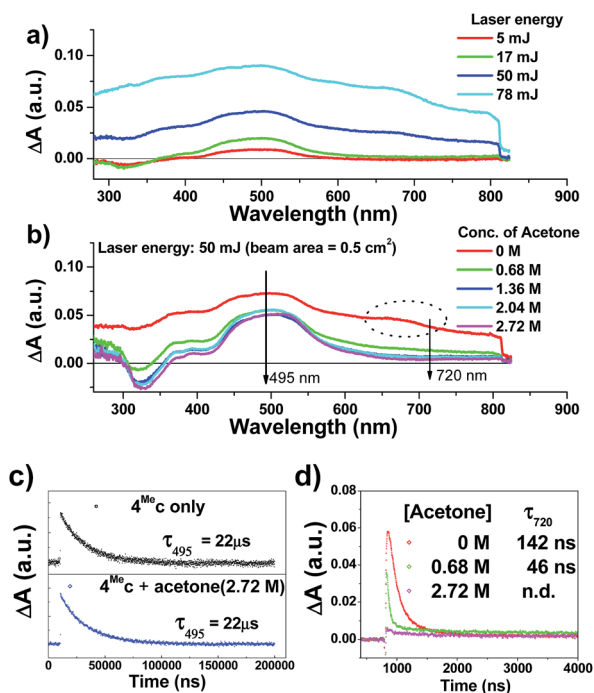 a)
Laser energy
5 mJ
17 mJ
50 mJ
78 mJ
ΔA (a.u.)
0.10
0.05
0.00
300 400 500 600 700 800 900
Wavelength (nm)
b)
Laser energy: 50 mJ (beam area = 0.5 cm²)
Conc. of Acetone
0 M
0.68 M
1.36 M
2.04 M
2.72 M
ΔA (a.u.)
0.10
0.05
0.00
495 nm
720 nm
300 400 500 600 700 800 900
Wavelength (nm)
c)
4ᴹᵉc only
τ₄₉₅ = 22μs
4ᴹᵉc + acetone(2.72 M)
τ₄₉₅ = 22μs
ΔA (a.u.)
0 50000 100000 150000 200000
Time (ns)
d)
[Acetone] τ₇₂₀
0 M 142 ns
0.68 M 46 ns
2.72 M n.d.
ΔA (a.u.)
0.08
0.06
0.04
0.02
0.00
1000 2000 3000 4000
Time (ns)